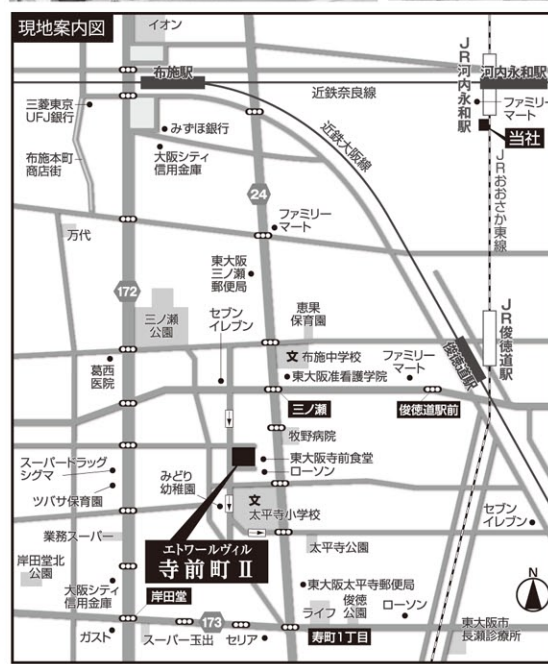 現地案内図
イオン
布施駅
近鉄奈良線
JR河内永和駅
河内永和駅
ファミリー
マート
当社
三菱東京
UFJ銀行
みずほ銀行
大阪シティ
信用金庫
布施本町
商店街
近鉄大阪線
JRおおさか東線
24
ファミリー
マート
万代
東大阪
三ノ瀬
郵便局
172
三ノ瀬
公園
セブン
イレブン
恵果
保育園
JR俊徳道駅
俊徳道駅
文 布施中学校
ファミリー
マート
葛西
医院
東大阪准看護学院
三ノ瀬
俊徳道駅前
牧野病院
スーパードラッグ
シグマ
ツバサ保育園
みどり
幼稚園
東大阪寺前食堂
ローソン
文
太平寺小学校
セブン
イレブン
業務スーパー
エトワールヴィル
寺前町Ⅱ
太平寺公園
岸田堂北
公園
大阪シティ
信用金庫
岸田堂
東大阪太平寺郵便局
N
ライフ
俊徳
公園
ローソン
173
ガスト
スーパー玉出
セリア
寿町1丁目
東大阪市
長瀬診療所